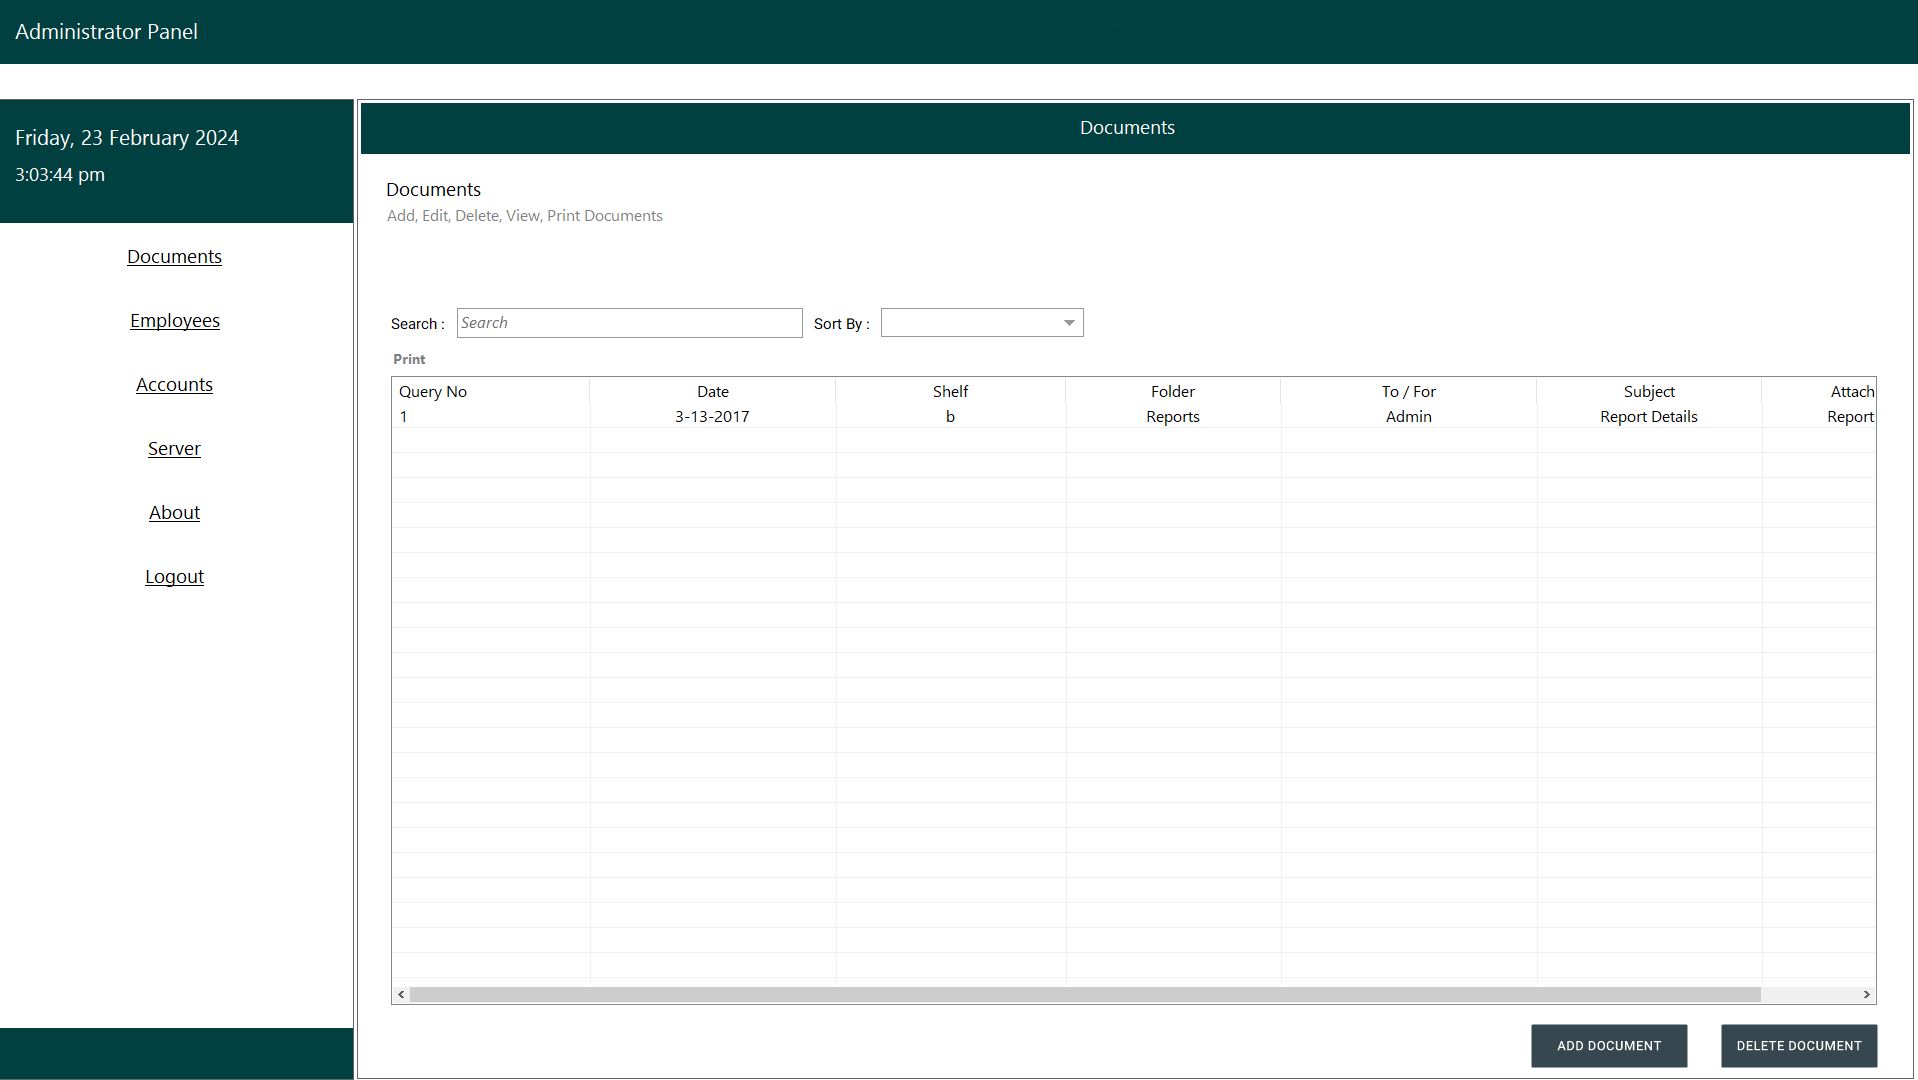 Administrator Panel
Friday, 23 February 2024
3:03:44 pm
Documents
Employees
Accounts
Server
About
Logout
Documents
Documents
Add, Edit, Delete, View, Print Documents
Search : Search Sort By :
Print
Query No Date Shelf Folder To / For Subject Attach
1 3-13-2017 b Reports Admin Report Details Report
ADD DOCUMENT DELETE DOCUMENT